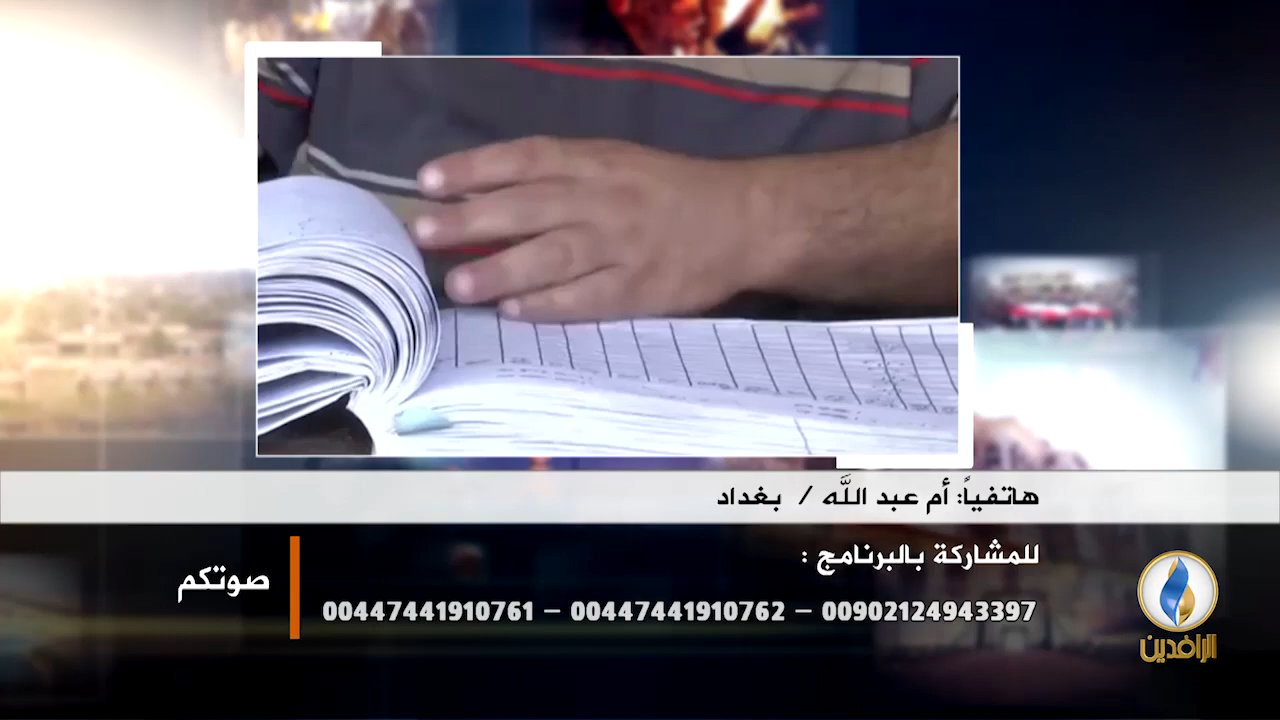 هاتفياً: أم عبد اللَّه / بغداد
للمشاركة بالبرنامج :
صوتكم
00447441910761 – 00447441910762 – 00902124943397
الرافدين